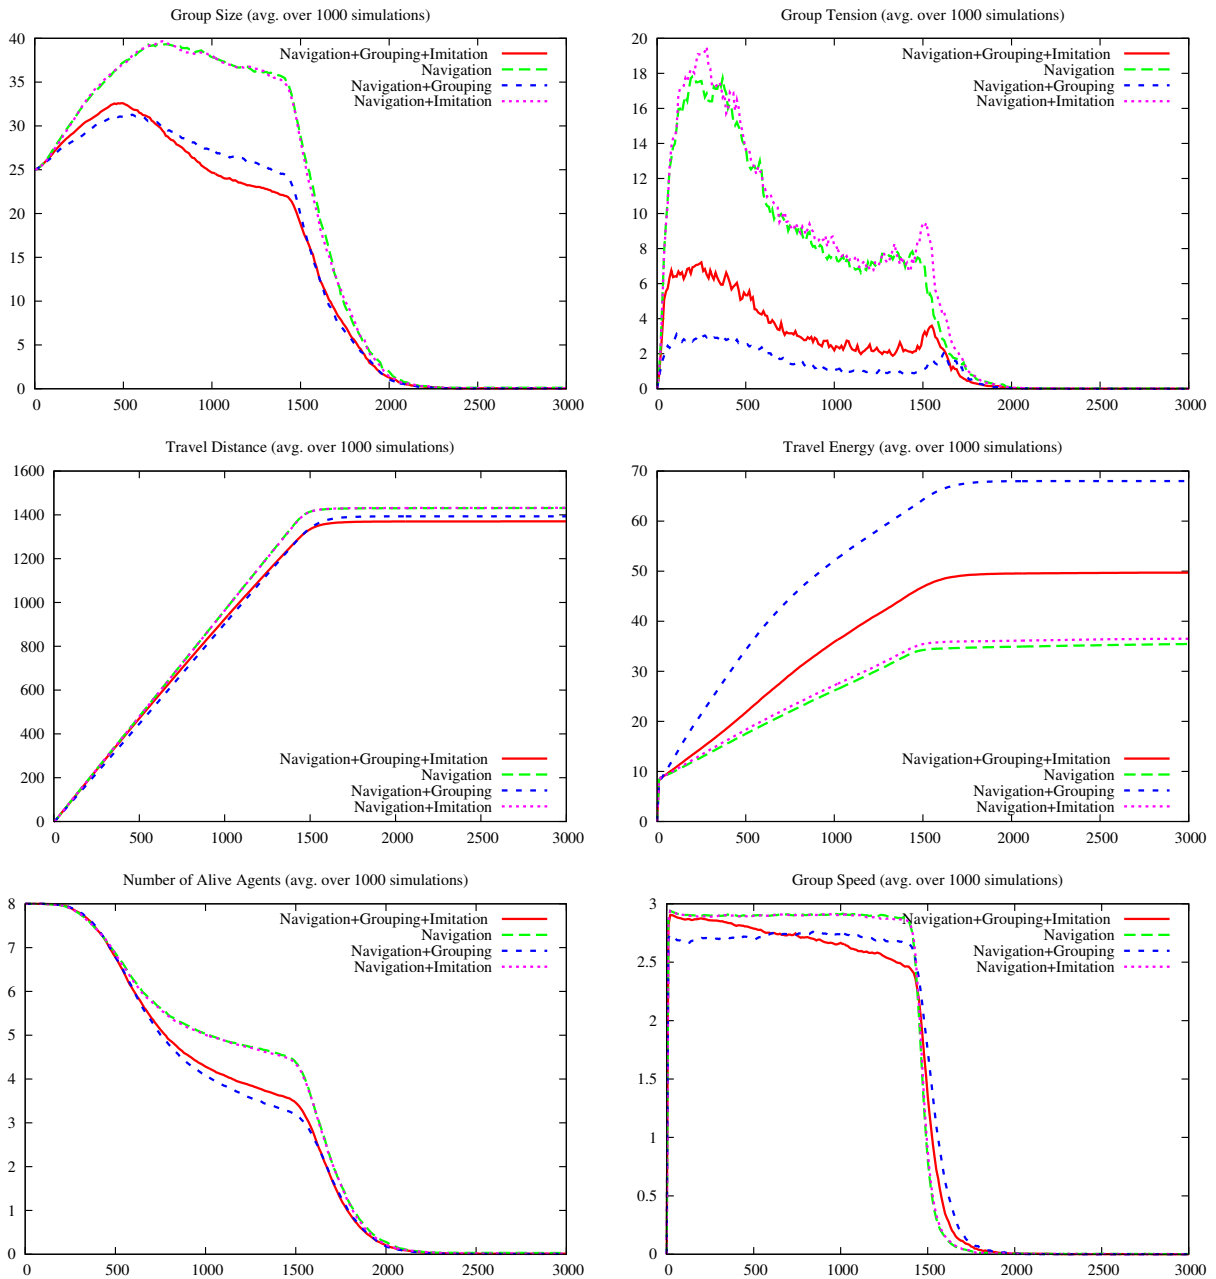 Group Size (avg. over 1000 simulations)
40
35
30
25
20
15
10
5
0
0 500 1000 1500 2000 2500 3000
Navigation+Grouping+Imitation
Navigation
Navigation+Grouping
Navigation+Imitation
Group Tension (avg. over 1000 simulations)
20
18
16
14
12
10
8
6
4
2
0
0 500 1000 1500 2000 2500 3000
Navigation+Grouping+Imitation
Navigation
Navigation+Grouping
Navigation+Imitation
Travel Distance (avg. over 1000 simulations)
1600
1400
1200
1000
800
600
400
200
0
0 500 1000 1500 2000 2500 3000
Navigation+Grouping+Imitation
Navigation
Navigation+Grouping
Navigation+Imitation
Travel Energy (avg. over 1000 simulations)
70
60
50
40
30
20
10
0
0 500 1000 1500 2000 2500 3000
Navigation+Grouping+Imitation
Navigation
Navigation+Grouping
Navigation+Imitation
Number of Alive Agents (avg. over 1000 simulations)
8
7
6
5
4
3
2
1
0
0 500 1000 1500 2000 2500 3000
Navigation+Grouping+Imitation
Navigation
Navigation+Grouping
Navigation+Imitation
Group Speed (avg. over 1000 simulations)
3
2.5
2
1.5
1
0.5
0
0 500 1000 1500 2000 2500 3000
Navigation+Grouping+Imitation
Navigation
Navigation+Grouping
Navigation+Imitation